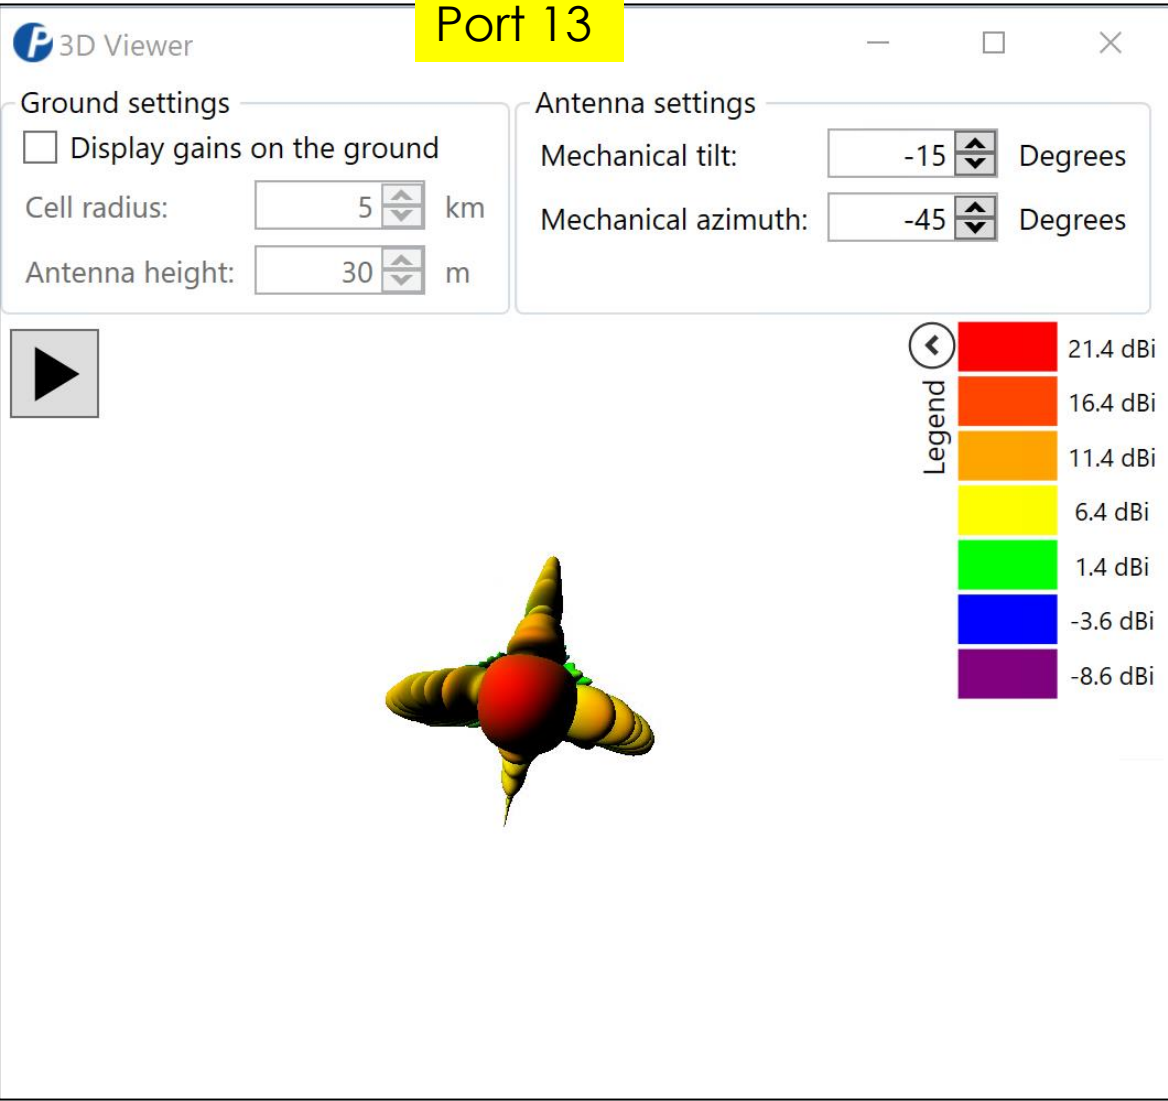 Port 13
3D Viewer
Ground settings
Display gains on the ground
Cell radius: 5 km
Antenna height: 30 m
Antenna settings
Mechanical tilt: -15 Degrees
Mechanical azimuth: -45 Degrees
Legend
21.4 dBi
16.4 dBi
11.4 dBi
6.4 dBi
1.4 dBi
-3.6 dBi
-8.6 dBi